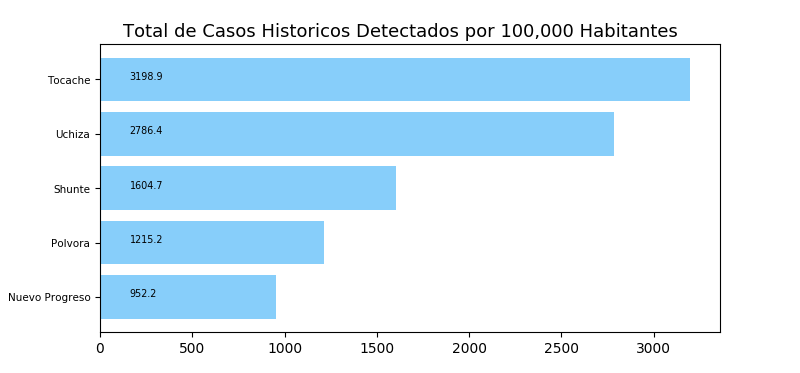 Total de Casos Historicos Detectados por 100,000 Habitantes
Tocache 3198.9
Uchiza 2786.4
Shunte 1604.7
Polvora 1215.2
Nuevo Progreso 952.2
0 500 1000 1500 2000 2500 3000